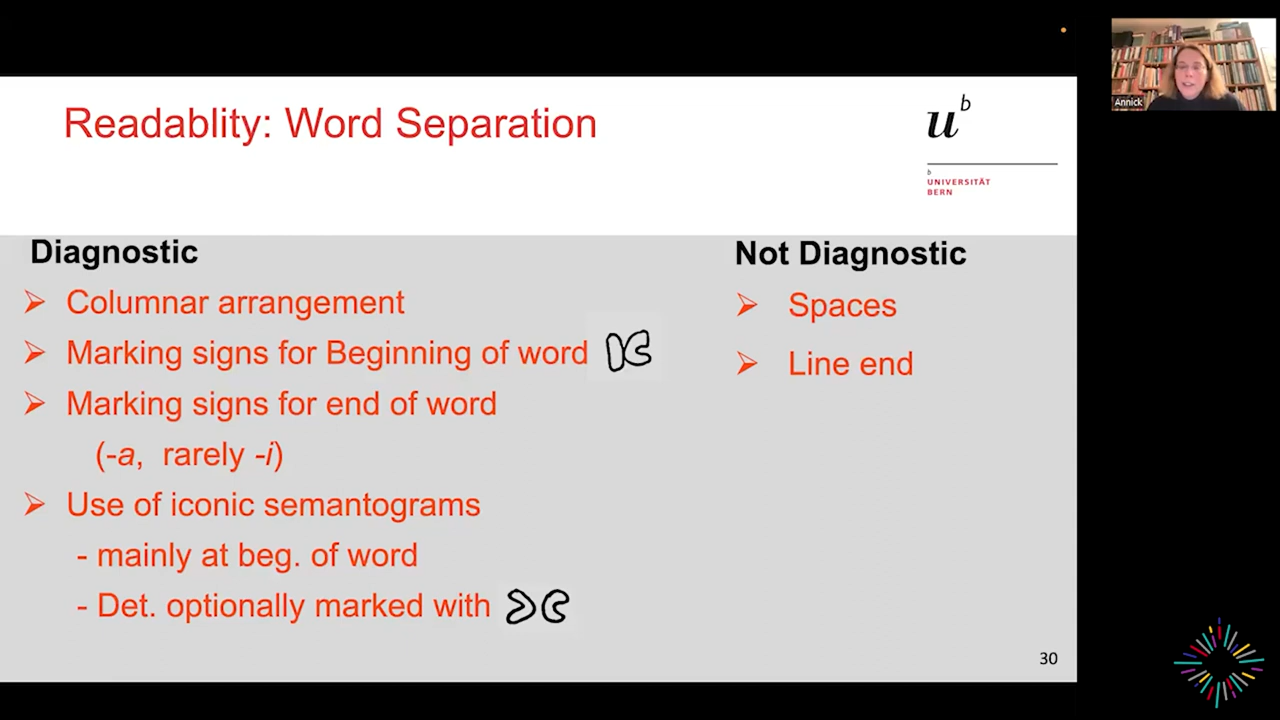 Readablity: Word Separation
u^b
b
UNIVERSITÄT
BERN
Annick
Diagnostic
Columnar arrangement
Marking signs for Beginning of word
Marking signs for end of word
(-a, rarely -i)
Use of iconic semantograms
- mainly at beg. of word
- Det. optionally marked with
Not Diagnostic
Spaces
Line end
30